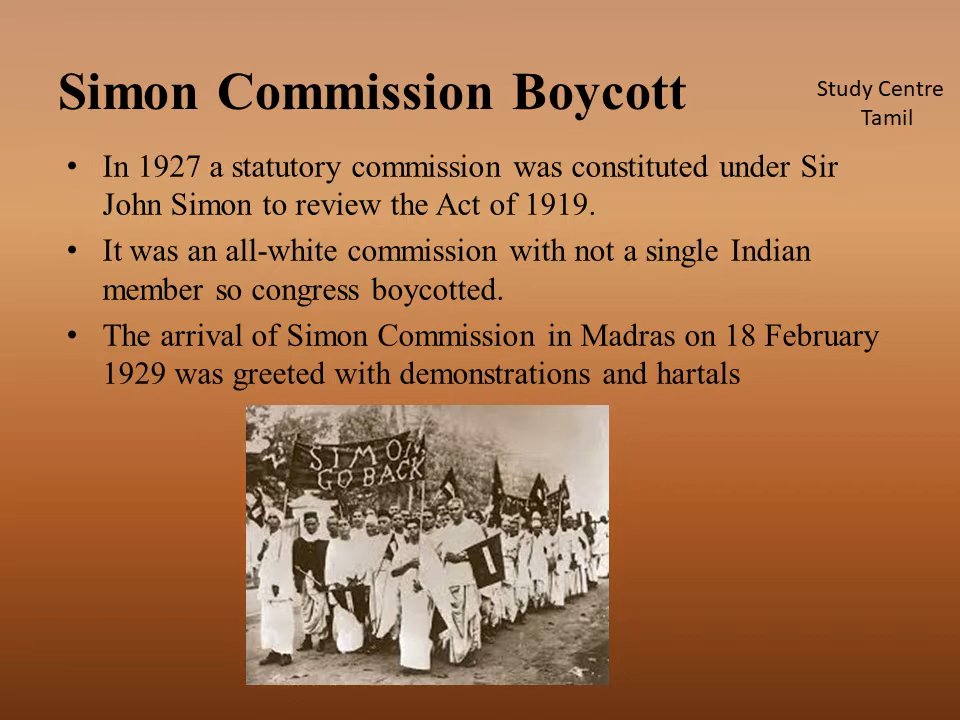 Simon Commission Boycott
Study Centre
Tamil
• In 1927 a statutory commission was constituted under Sir
John Simon to review the Act of 1919.
• It was an all-white commission with not a single Indian
member so congress boycotted.
• The arrival of Simon Commission in Madras on 18 February
1929 was greeted with demonstrations and hartals
SIMON
GO BACK